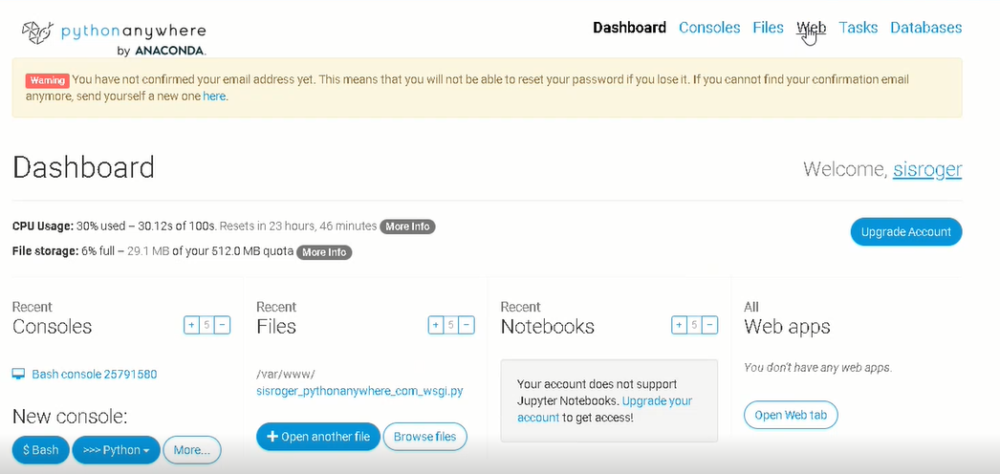 pythonanywhere
by ANACONDA.
Dashboard Consoles Files Web Tasks Databases
Warning You have not confirmed your email address yet. This means that you will not be able to reset your password if you lose it. If you cannot find your confirmation email
anymore, send yourself a new one here.
Dashboard
Welcome, sisroger
CPU Usage: 30% used – 30.12s of 100s. Resets in 23 hours, 46 minutes More Info
File storage: 6% full – 29.1 MB of your 512.0 MB quota More Info
Upgrade Account
Recent
Consoles
+ 5 −
Bash console 25791580
New console:
$ Bash
>>> Python
More...
Recent
Files
+ 5 −
/var/www/
sisroger_pythonanywhere_com_wsgi.py
+ Open another file
Browse files
Recent
Notebooks
+ 5 −
Your account does not support
Jupyter Notebooks. Upgrade your
account to get access!
All
Web apps
You don't have any web apps.
Open Web tab